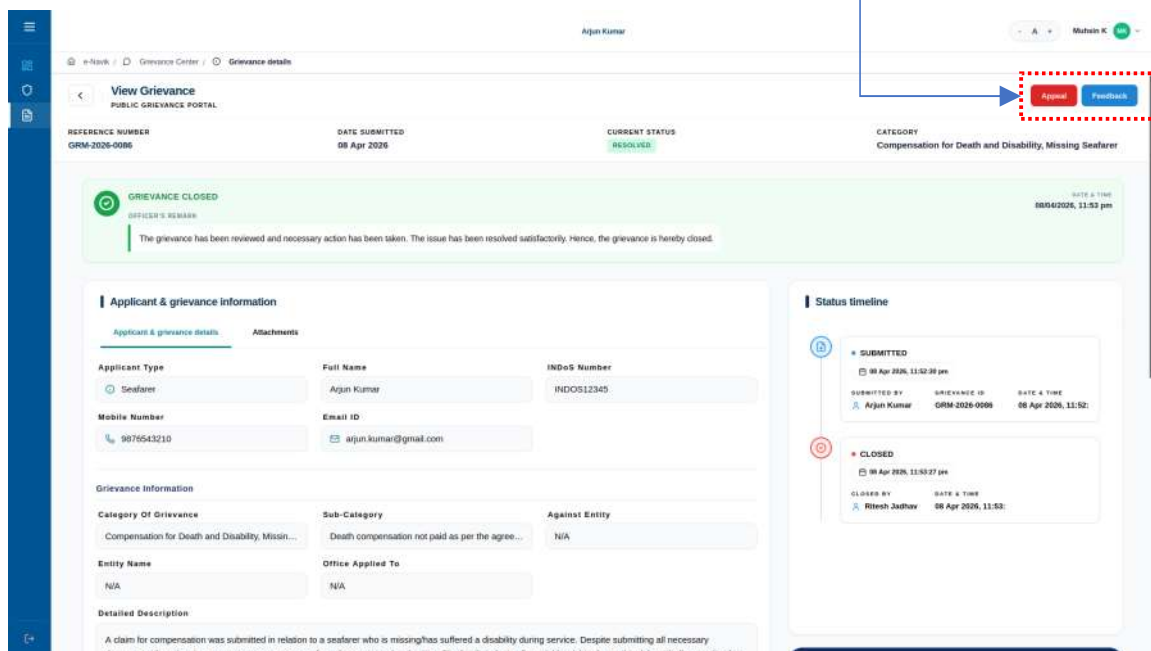 Arjun Kumar
- A +
Muhsin K
MK
e-Navik / Grievance Center / Grievance details
View Grievance
PUBLIC GRIEVANCE PORTAL
Appeal
Feedback
REFERENCE NUMBER
GRM-2026-0086
DATE SUBMITTED
08 Apr 2026
CURRENT STATUS
RESOLVED
CATEGORY
Compensation for Death and Disability, Missing Seafarer
GRIEVANCE CLOSED
OFFICER'S REMARK
The grievance has been reviewed and necessary action has been taken. The issue has been resolved satisfactorily. Hence, the grievance is hereby closed.
DATE & TIME
08/04/2026, 11:53 pm
Applicant & grievance information
Applicant & grievance details
Attachments
Applicant Type
Seafarer
Full Name
Arjun Kumar
INDoS Number
INDOS12345
Mobile Number
9876543210
Email ID
arjun.kumar@gmail.com
Grievance Information
Category Of Grievance
Compensation for Death and Disability, Missin...
Sub-Category
Death compensation not paid as per the agree...
Against Entity
N/A
Entity Name
N/A
Office Applied To
N/A
Detailed Description
A claim for compensation was submitted in relation to a seafarer who is missing/has suffered a disability during service. Despite submitting all necessary
Status timeline
SUBMITTED
08 Apr 2026, 11:52:30 pm
SUBMITTED BY
Arjun Kumar
GRIEVANCE ID
GRM-2026-0086
DATE & TIME
08 Apr 2026, 11:52:
CLOSED
08 Apr 2026, 11:53:27 pm
CLOSED BY
Ritesh Jadhav
DATE & TIME
08 Apr 2026, 11:53: